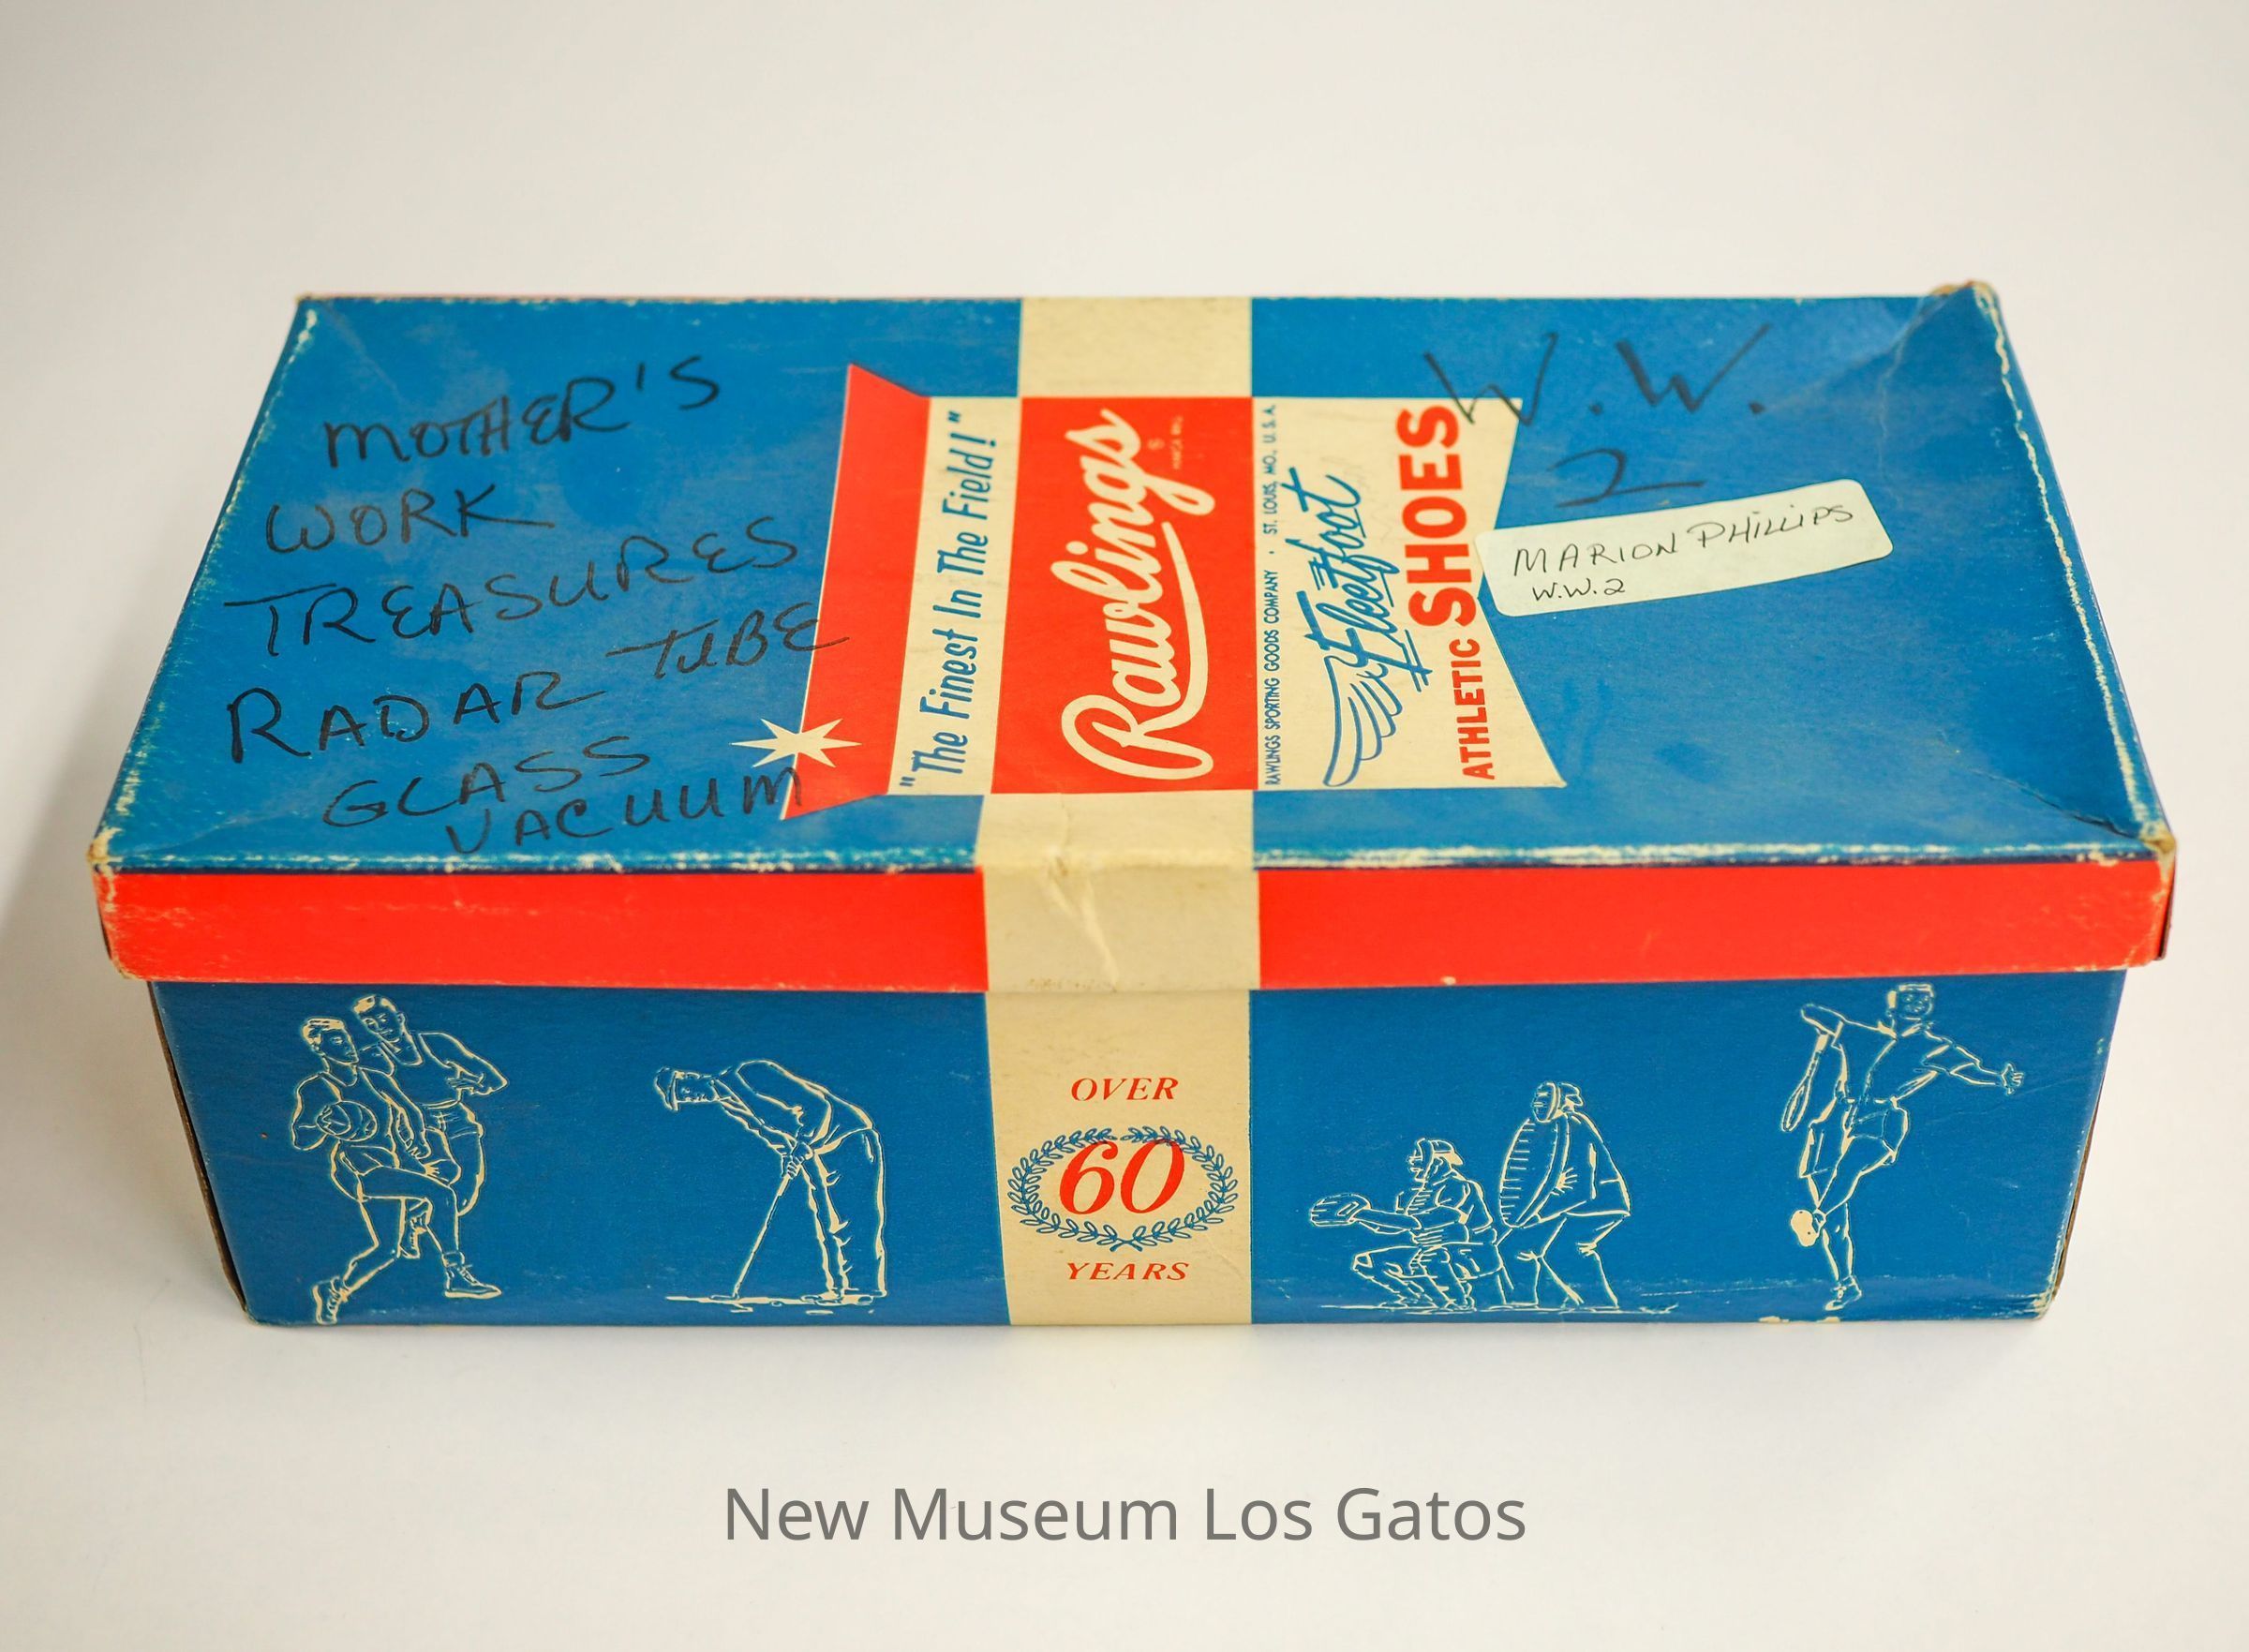 MOTHER'S
WORK
TREASURES
RADAR TUBE
GLASS
VACUUM
"The Finest In The Field!"
Rawlings
RAWLINGS SPORTING GOODS COMPANY · ST. LOUIS, MO., U.S.A.
Fleetfoot
ATHLETIC SHOES
W.W.
2
MARION PHILLIPS
W.W.2
OVER
60
YEARS
New Museum Los Gatos